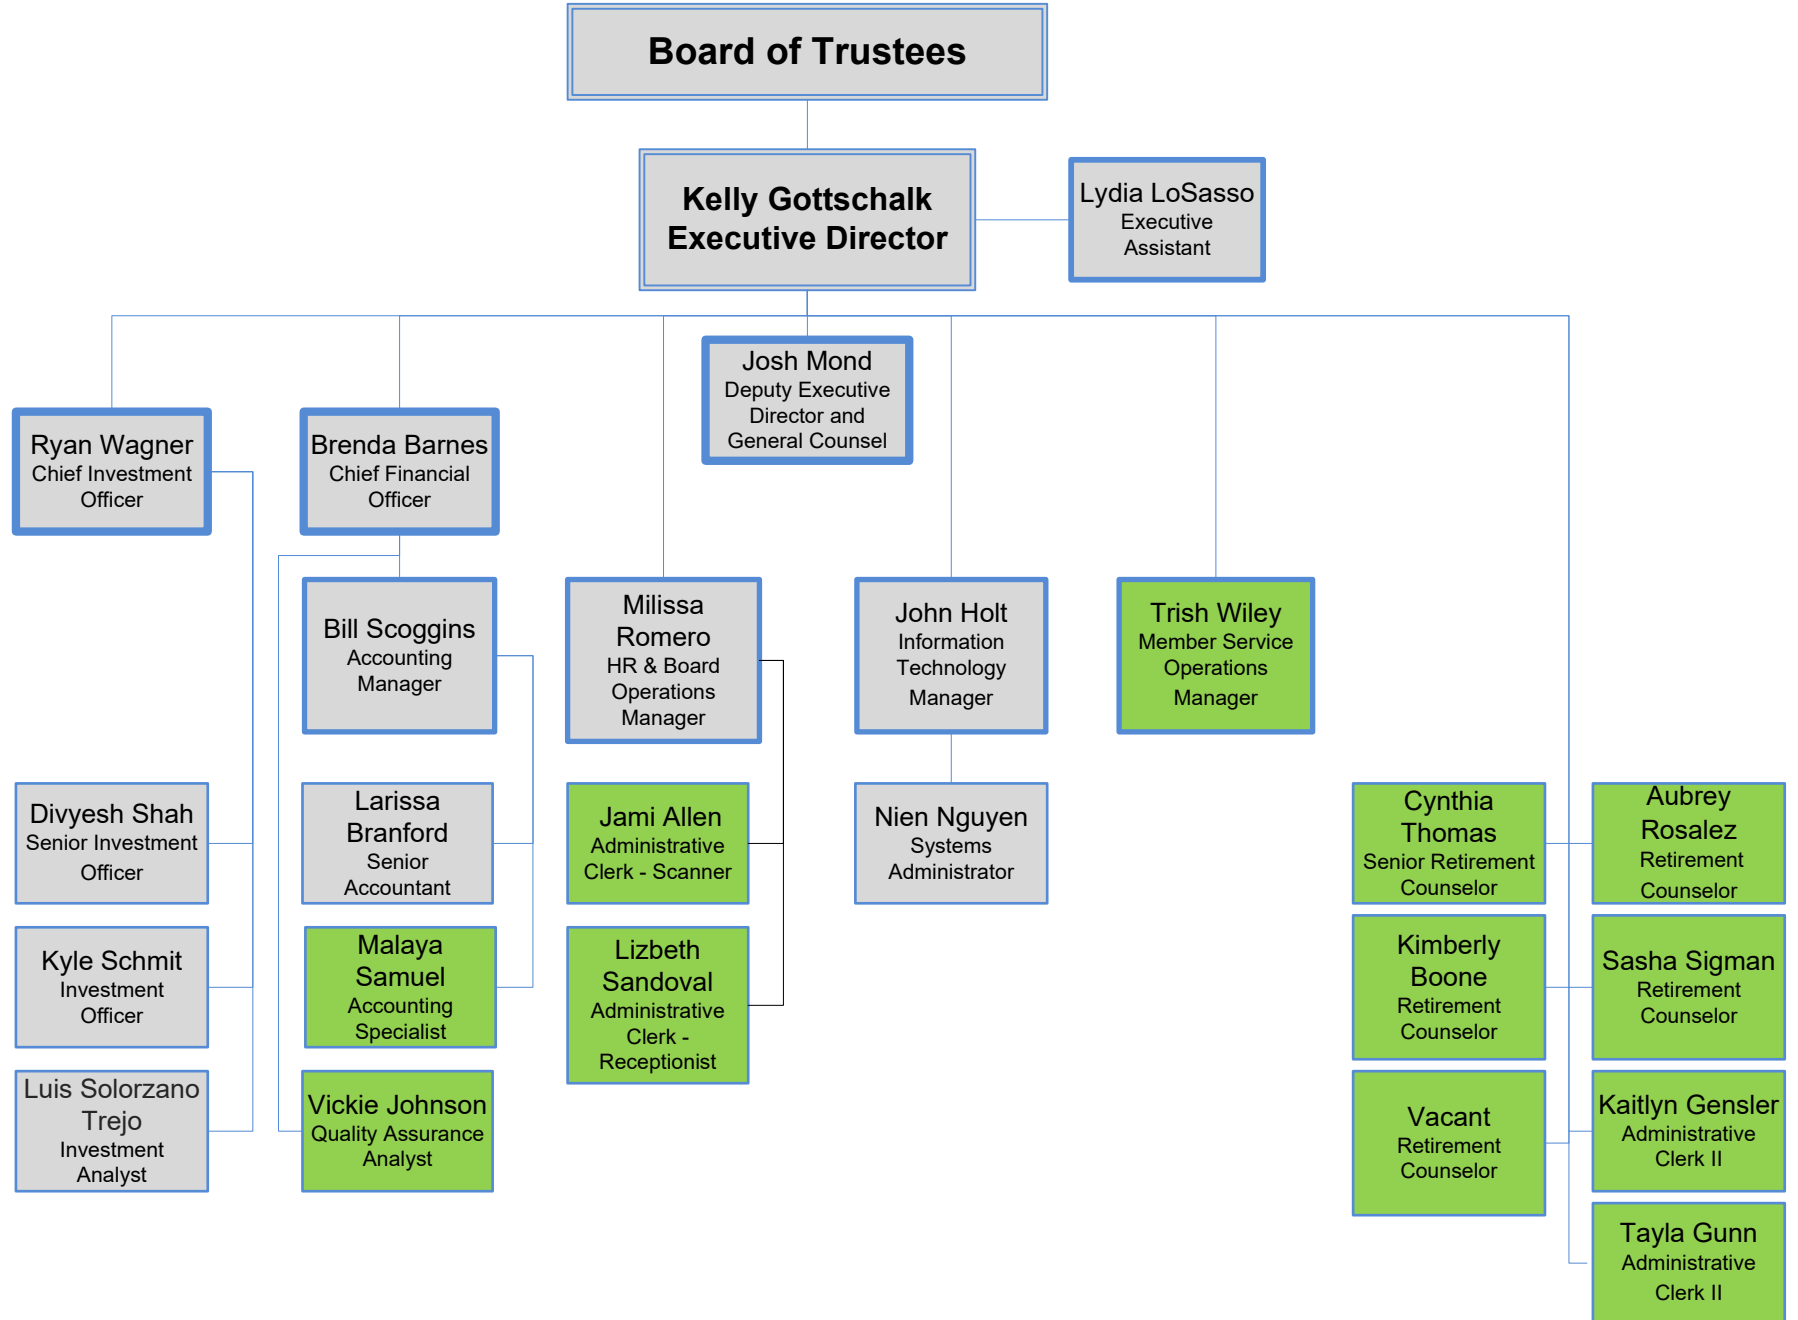 Board of Trustees
Kelly Gottschalk
Executive Director
Lydia LoSasso
Executive
Assistant
Josh Mond
Deputy Executive
Director and
General Counsel
Ryan Wagner
Chief Investment
Officer
Brenda Barnes
Chief Financial
Officer
Bill Scoggins
Accounting
Manager
Milissa
Romero
HR & Board
Operations
Manager
John Holt
Information
Technology
Manager
Trish Wiley
Member Service
Operations
Manager
Divyesh Shah
Senior Investment
Officer
Larissa
Branford
Senior
Accountant
Jami Allen
Administrative
Clerk - Scanner
Nien Nguyen
Systems
Administrator
Cynthia
Thomas
Senior Retirement
Counselor
Aubrey
Rosalez
Retirement
Counselor
Kyle Schmit
Investment
Officer
Malaya
Samuel
Accounting
Specialist
Lizbeth
Sandoval
Administrative
Clerk -
Receptionist
Kimberly
Boone
Retirement
Counselor
Sasha Sigman
Retirement
Counselor
Luis Solorzano
Trejo
Investment
Analyst
Vickie Johnson
Quality Assurance
Analyst
Vacant
Retirement
Counselor
Kaitlyn Gensler
Administrative
Clerk II
Tayla Gunn
Administrative
Clerk II